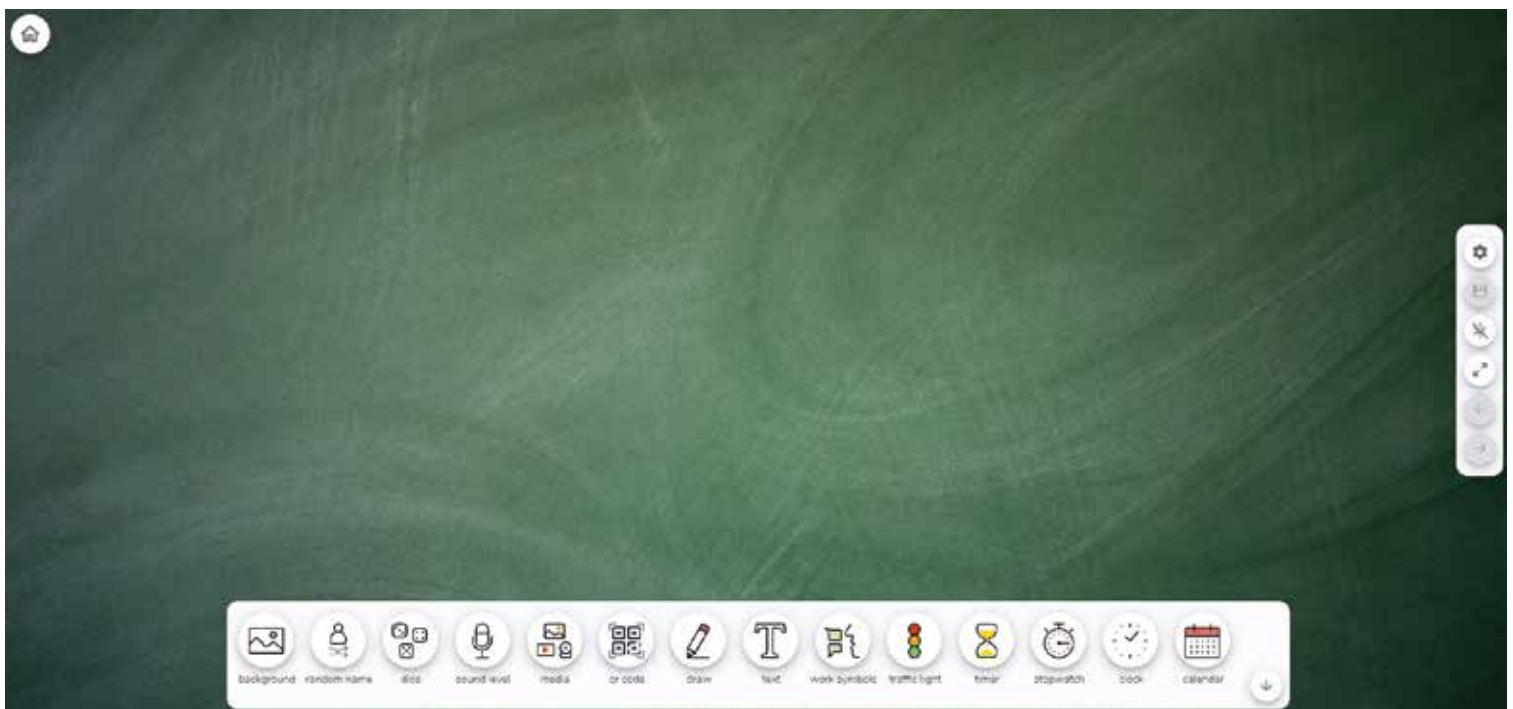 background random name dice sound level media qr code draw text work symbols traffic light timer stopwatch clock calendar